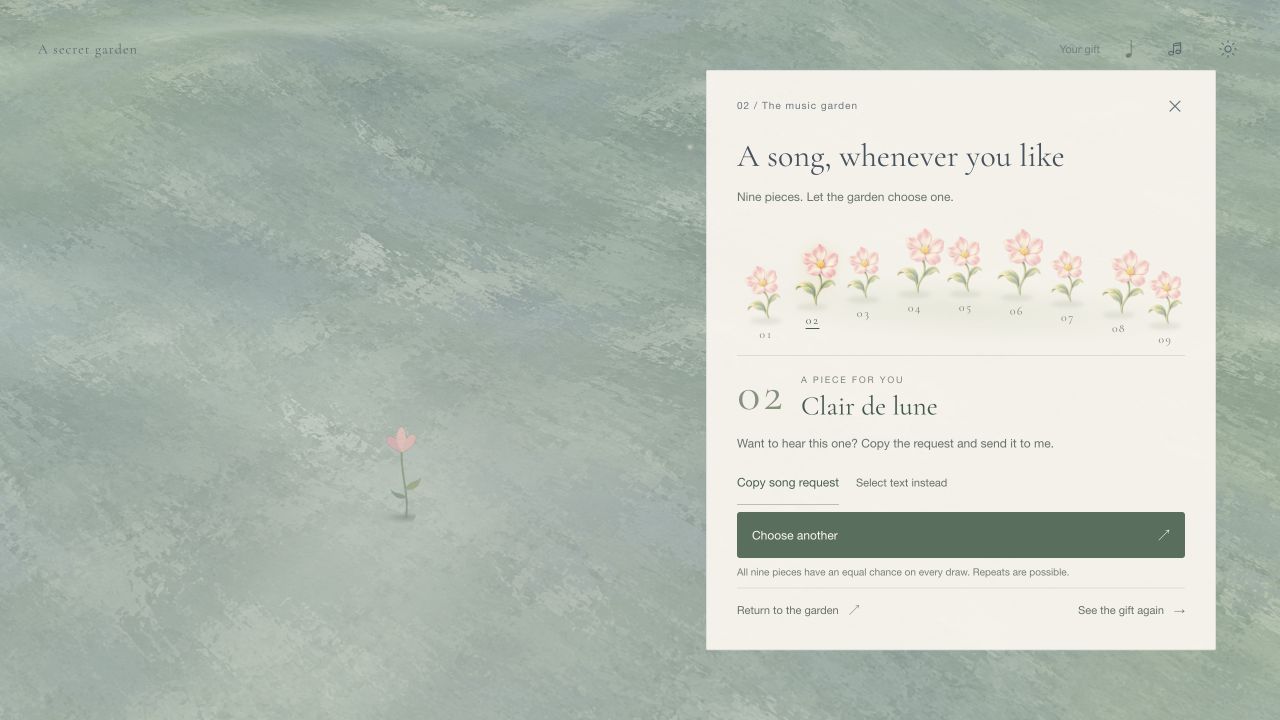 A secret garden
Your gift
02 / The music garden
A song, whenever you like
Nine pieces. Let the garden choose one.
01
02
03
04
05
06
07
08
09
02
A PIECE FOR YOU
Clair de lune
Want to hear this one? Copy the request and send it to me.
Copy song request
Select text instead
Choose another
All nine pieces have an equal chance on every draw. Repeats are possible.
Return to the garden
See the gift again